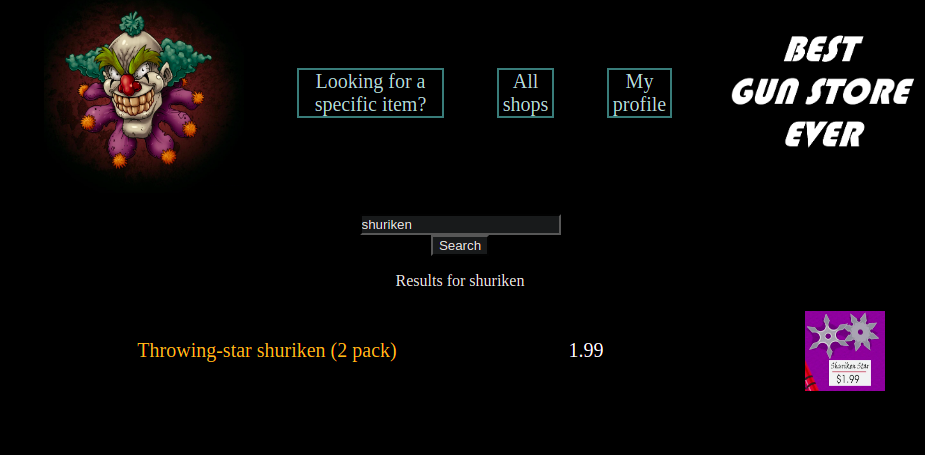 Looking for a
specific item?
All
shops
My
profile
BEST
GUN STORE
EVER
shuriken
Search
Results for shuriken
Throwing-star shuriken (2 pack)
1.99
Shuriken Star
$1.99